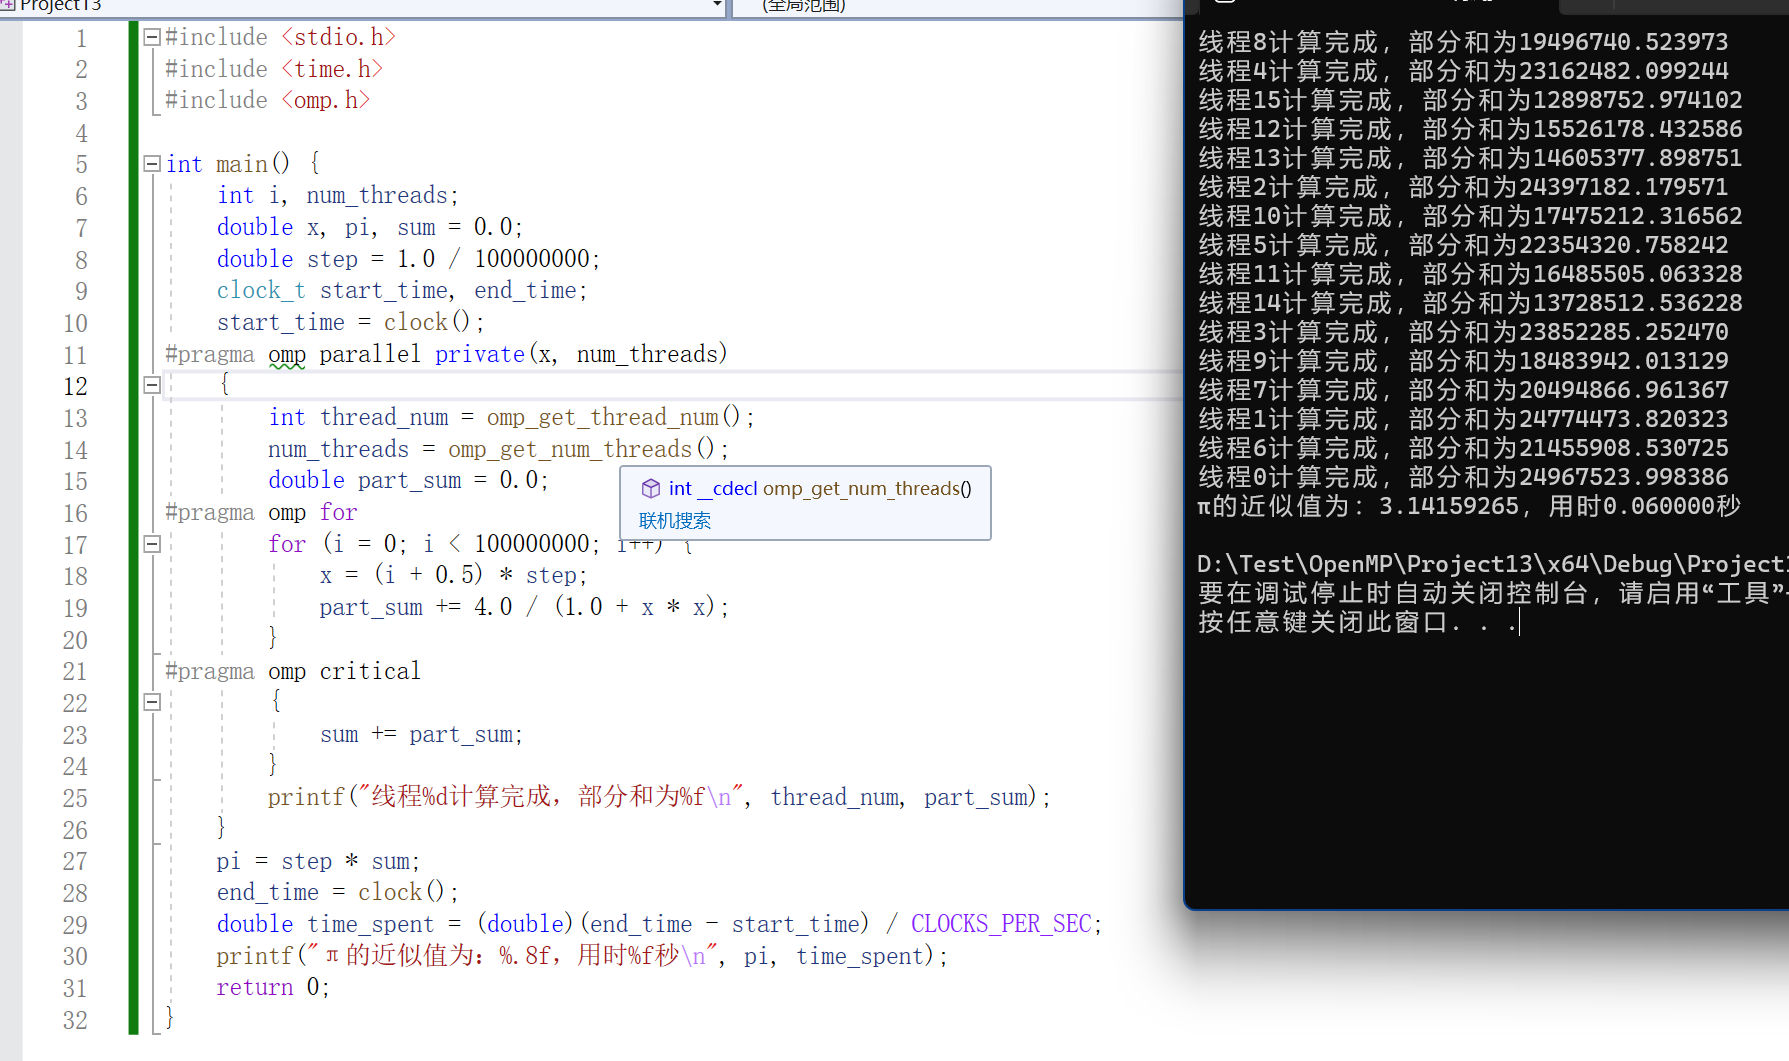 Project13
(全局范围)
1 #include <stdio.h>
2 #include <time.h>
3 #include <omp.h>
4
5 int main() {
6 int i, num_threads;
7 double x, pi, sum = 0.0;
8 double step = 1.0 / 100000000;
9 clock_t start_time, end_time;
10 start_time = clock();
11 #pragma omp parallel private(x, num_threads)
12 {
13 int thread_num = omp_get_thread_num();
14 num_threads = omp_get_num_threads();
15 double part_sum = 0.0;
16 #pragma omp for
17 for (i = 0; i < 100000000; i++) {
18 x = (i + 0.5) * step;
19 part_sum += 4.0 / (1.0 + x * x);
20 }
21 #pragma omp critical
22 {
23 sum += part_sum;
24 }
25 printf("线程%d计算完成，部分和为%f\n", thread_num, part_sum);
26 }
27 pi = step * sum;
28 end_time = clock();
29 double time_spent = (double)(end_time - start_time) / CLOCKS_PER_SEC;
30 printf("π的近似值为：%.8f，用时%f秒\n", pi, time_spent);
31 return 0;
32 }
int __cdecl omp_get_num_threads()
联机搜索
线程8计算完成，部分和为19496740.523973
线程4计算完成，部分和为23162482.099244
线程15计算完成，部分和为12898752.974102
线程12计算完成，部分和为15526178.432586
线程13计算完成，部分和为14605377.898751
线程2计算完成，部分和为24397182.179571
线程10计算完成，部分和为17475212.316562
线程5计算完成，部分和为22354320.758242
线程11计算完成，部分和为16485505.063328
线程14计算完成，部分和为13728512.536228
线程3计算完成，部分和为23852285.252470
线程9计算完成，部分和为18483942.013129
线程7计算完成，部分和为20494866.961367
线程1计算完成，部分和为24774473.820323
线程6计算完成，部分和为21455908.530725
线程0计算完成，部分和为24967523.998386
π的近似值为：3.14159265，用时0.060000秒
D:\Test\OpenMP\Project13\x64\Debug\Project1
要在调试停止时自动关闭控制台，请启用“工具”-
按任意键关闭此窗口. . .